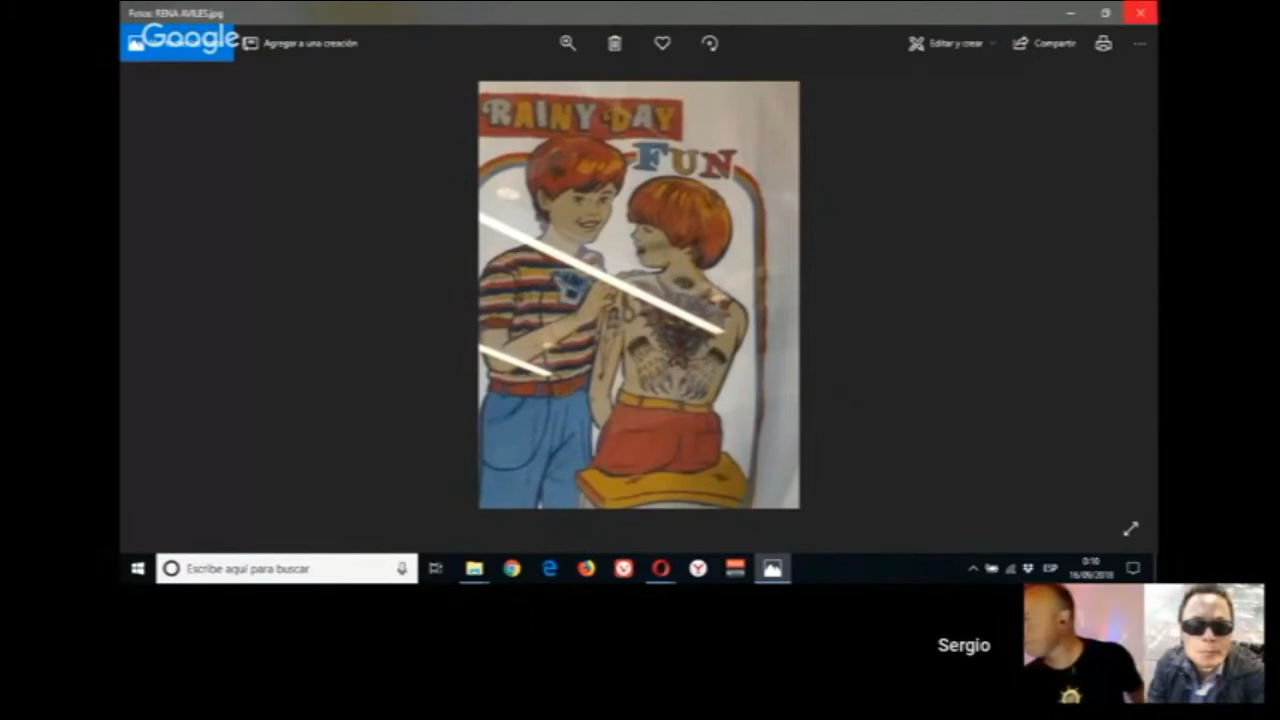 Fotos: RENA AVILES.jpg
Google
Agregar a una creación
Editar y crear
Compartir
RAINY DAY
FUN
Escribe aquí para buscar
ESP
0:10
16/09/2018
Sergio